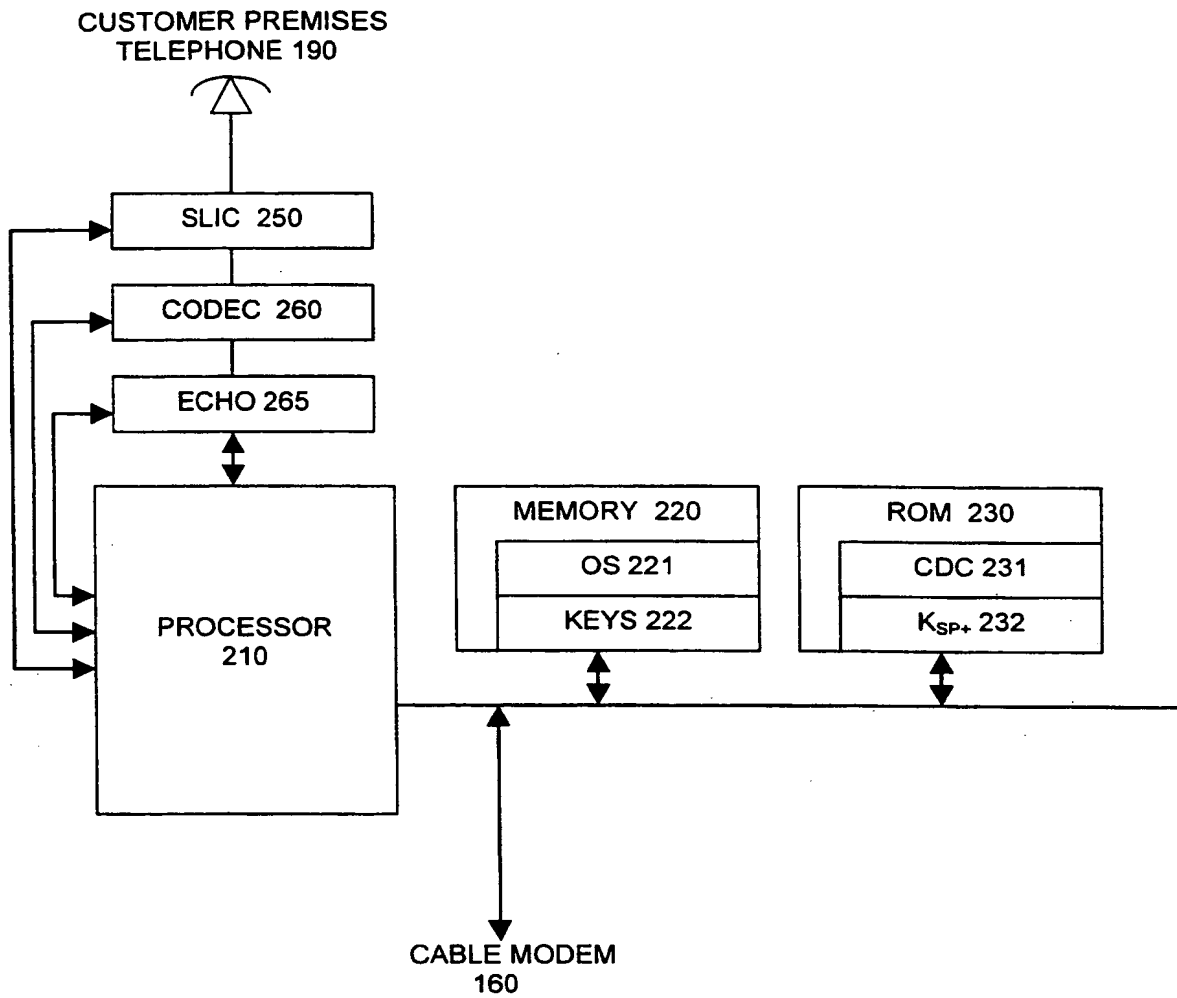 CUSTOMER PREMISES
TELEPHONE 190
SLIC 250
CODEC 260
ECHO 265
PROCESSOR
210
MEMORY 220
OS 221
KEYS 222
ROM 230
CDC 231
KSP+ 232
CABLE MODEM
160